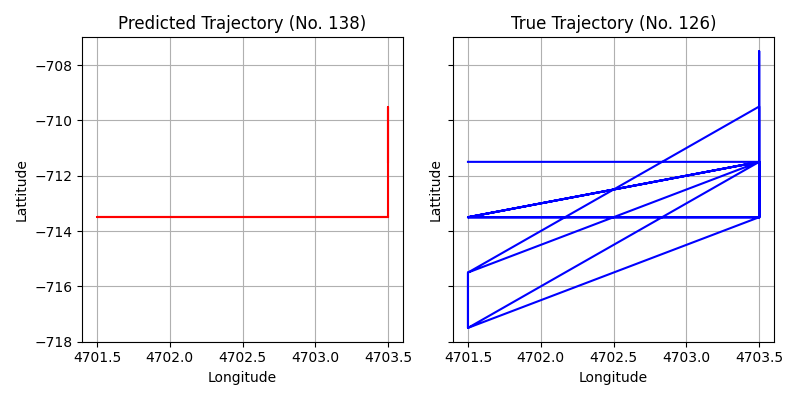 Predicted Trajectory (No. 138)
True Trajectory (No. 126)
−708
−710
−712
−714
−716
−718
Lattitude
Lattitude
4701.5 4702.0 4702.5 4703.0 4703.5
4701.5 4702.0 4702.5 4703.0 4703.5
Longitude
Longitude